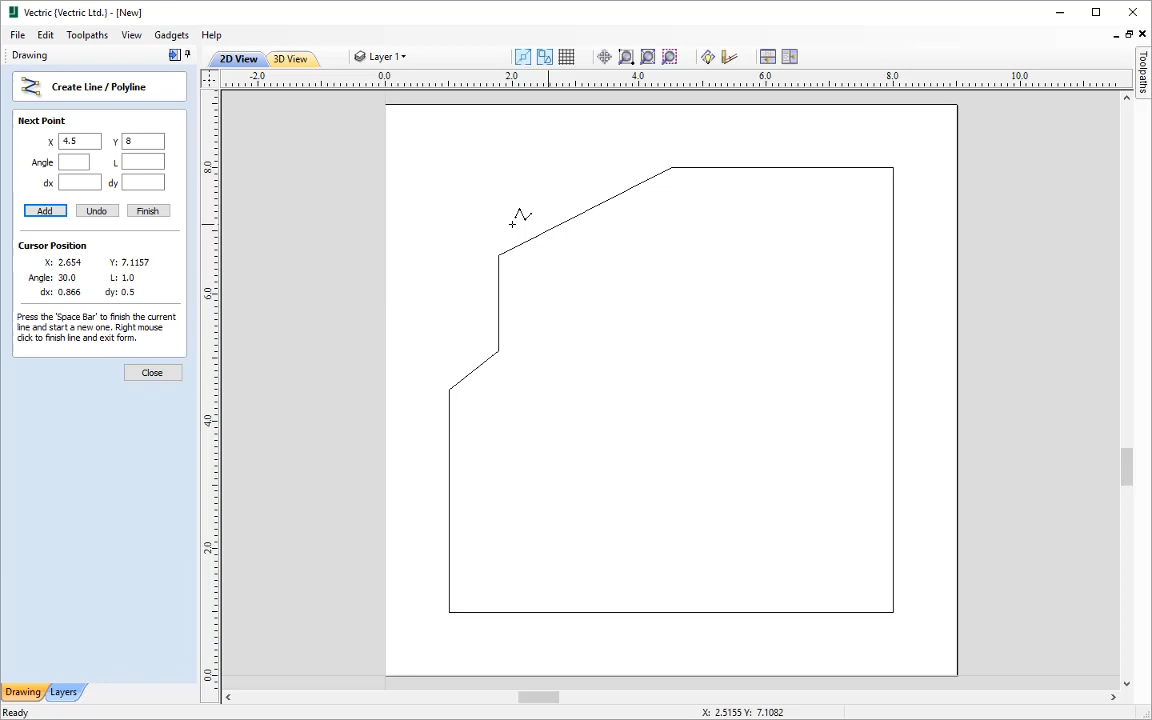 Vectric {Vectric Ltd.} - [New]
File Edit Toolpaths View Gadgets Help
Drawing
2D View 3D View Layer 1
Toolpaths
-2.0 0.0 2.0 4.0 6.0 8.0 10.0
Create Line / Polyline
Next Point
X 4.5 Y 8
Angle L
dx dy
Add Undo Finish
Cursor Position
X: 2.654 Y: 7.1157
Angle: 30.0 L: 1.0
dx: 0.866 dy: 0.5
Press the 'Space Bar' to finish the current
line and start a new one. Right mouse
click to finish line and exit form.
Close
8.0
6.0
4.0
2.0
0.0
Drawing Layers
Ready X: 2.5155 Y: 7.1082